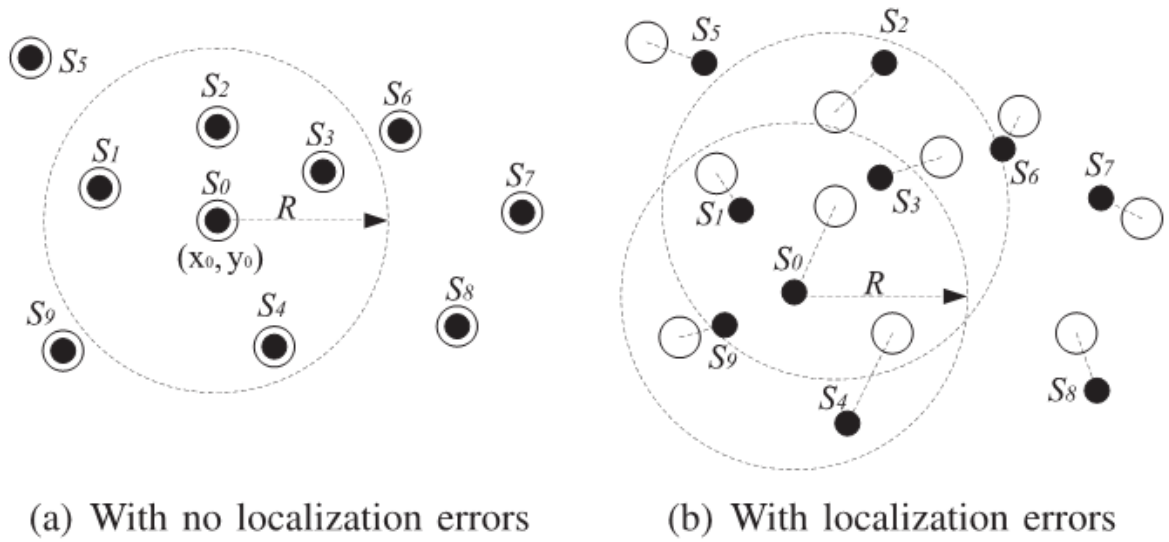 S5
S2
S6
S3
S1
S0
S7
R
(x0, y0)
S8
S4
S9
(a) With no localization errors
S5
S2
S6
S7
S3
S1
S0
R
S9
S4
S8
(b) With localization errors